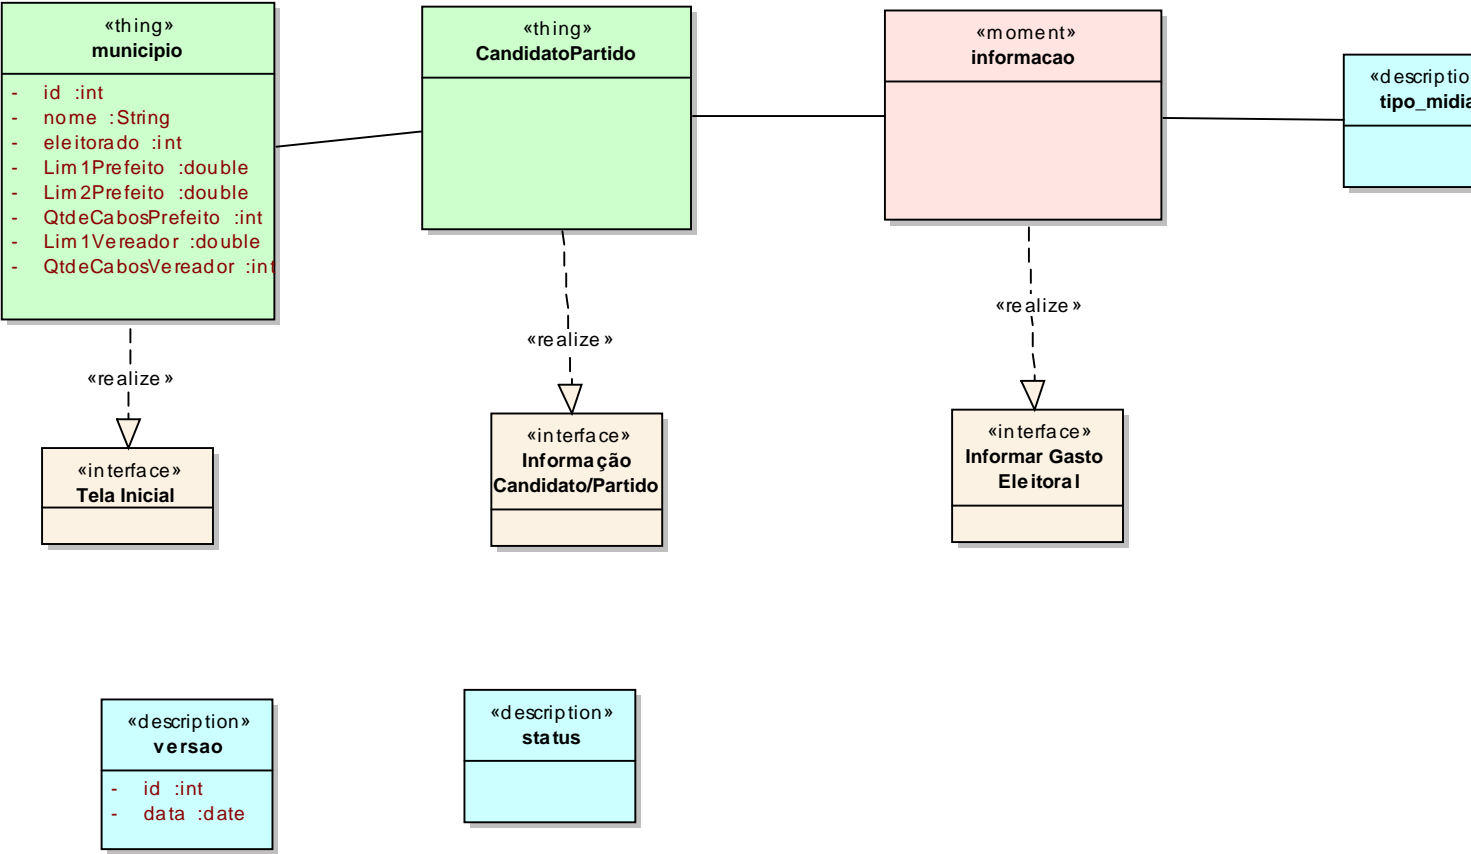 «thing»
municipio
- id :int
- nome :String
- eleitorado :int
- Lim1Prefeito :double
- Lim2Prefeito :double
- QtdeCabosPrefeito :int
- Lim1Vereador :double
- QtdeCabosVereador :int
«thing»
CandidatoPartido
«moment»
informacao
«descriptio
tipo_midia
«realize»
«realize»
«realize»
«interface»
Tela Inicial
«interface»
Informação
Candidato/Partido
«interface»
Informar Gasto
Eleitoral
«description»
versao
- id :int
- data :date
«description»
status